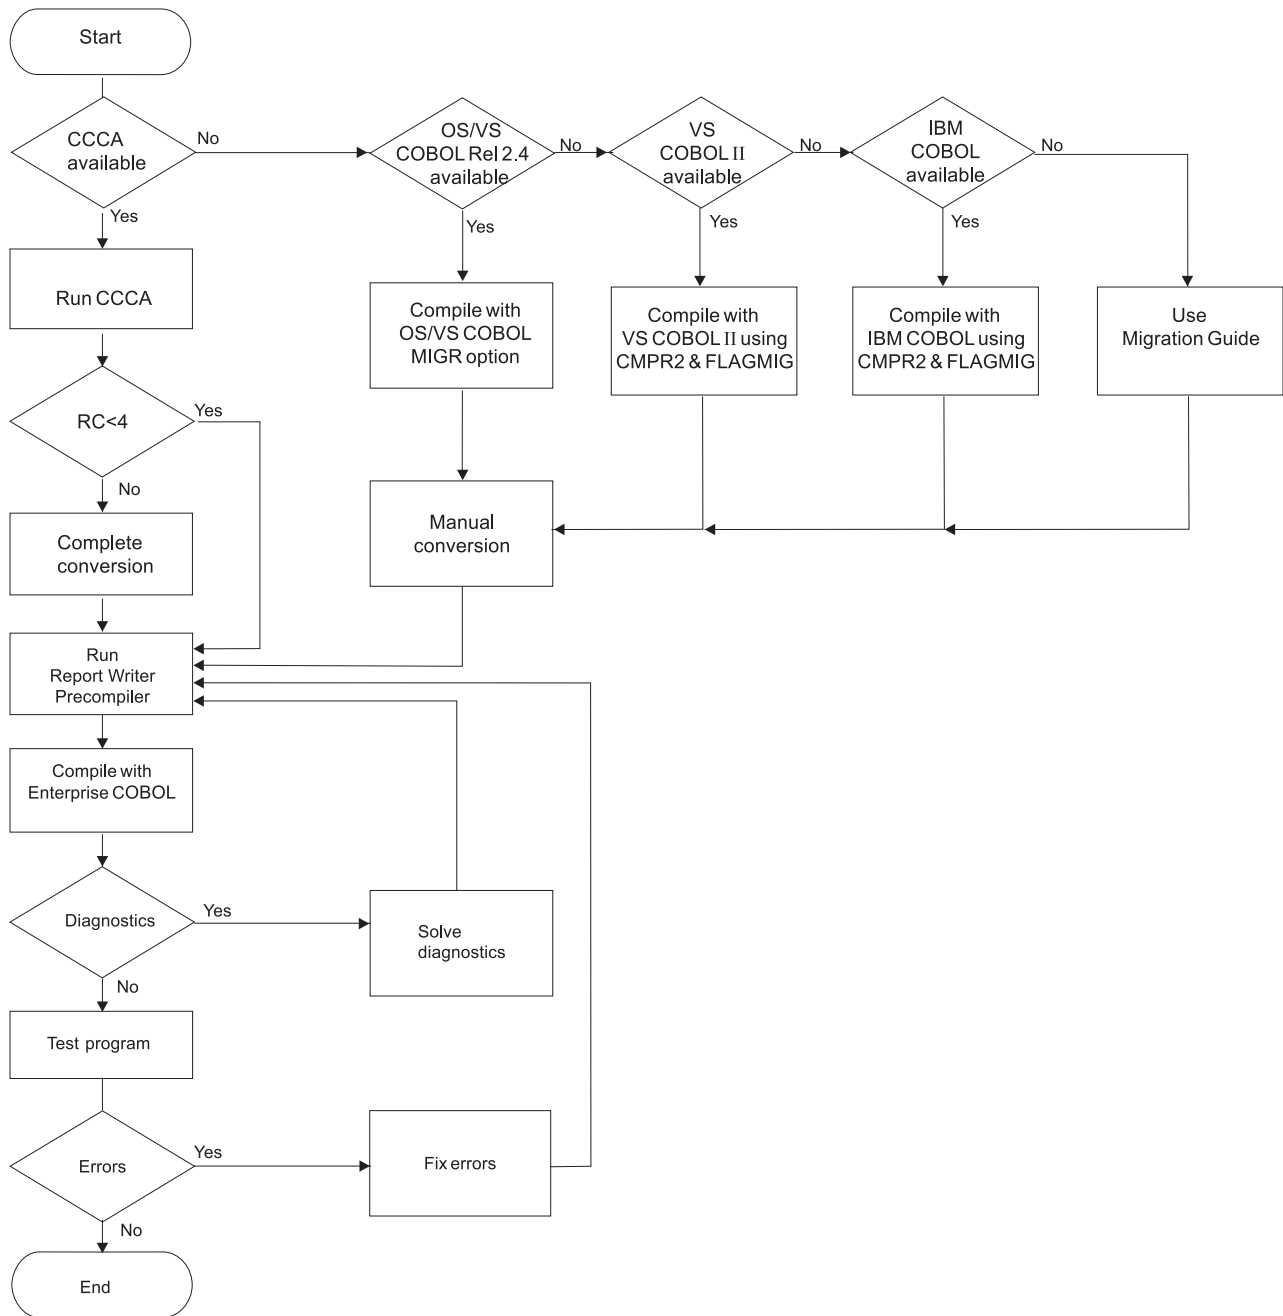 Start
CCCA
available
No
OS/VS
COBOL Rel 2.4
available
No
VS
COBOL II
available
No
IBM
COBOL
available
No
Yes
Yes
Yes
Yes
Run CCCA
Compile with
OS/VS COBOL
MIGR option
Compile with
VS COBOL II using
CMPR2 & FLAGMIG
Compile with
IBM COBOL using
CMPR2 & FLAGMIG
Use
Migration Guide
RC<4
Yes
No
Complete
conversion
Manual
conversion
Run
Report Writer
Precompiler
Compile with
Enterprise COBOL
Diagnostics
Yes
Solve
diagnostics
No
Test program
Errors
Yes
Fix errors
No
End